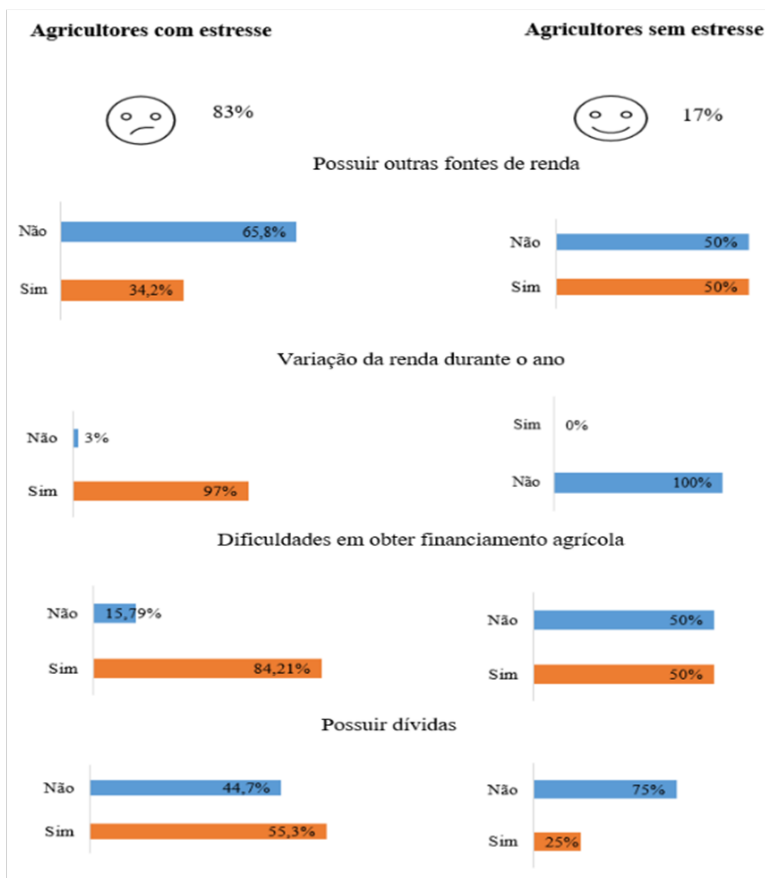 Agricultores com estresse
Agricultores sem estresse
83%
17%
Possuir outras fontes de renda
Não 65,8%
Sim 34,2%
Não 50%
Sim 50%
Variação da renda durante o ano
Não 3%
Sim 97%
Sim 0%
Não 100%
Dificuldades em obter financiamento agrícola
Não 15,79%
Sim 84,21%
Não 50%
Sim 50%
Possuir dívidas
Não 44,7%
Sim 55,3%
Não 75%
Sim 25%